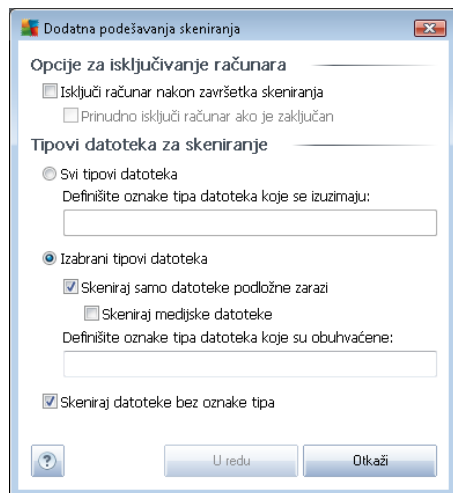 Dodatna podešavanja skeniranja
Opcije za isključivanje računara
Isključi računar nakon završetka skeniranja
Prinudno isključi računar ako je zaključan
Tipovi datoteka za skeniranje
Svi tipovi datoteka
Definišite oznake tipa datoteka koje se izuzimaju:
Izabrani tipovi datoteka
Skeniraj samo datoteke podložne zarazi
Skeniraj medijske datoteke
Definišite oznake tipa datoteka koje su obuhvaćene:
Skeniraj datoteke bez oznake tipa
? U redu Otkaži